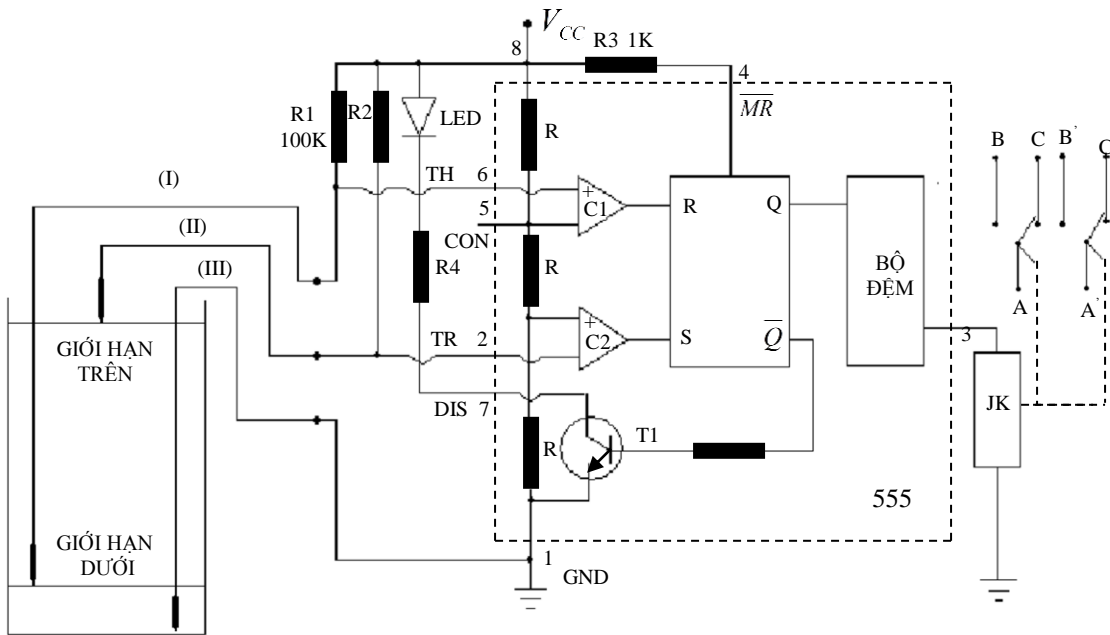 V_CC
8
R3 1K
4
MR
R1
100K
R2
LED
R
TH
6
+
C1
5
CON
R
Q
B
C
B'
C'
BỘ
ĐỆM
(I)
(II)
(III)
R4
R
A
A'
GIỚI HẠN
TRÊN
TR
2
+
C2
S
Q
3
JK
DIS
7
R
T1
555
GIỚI HẠN
DƯỚI
1
GND